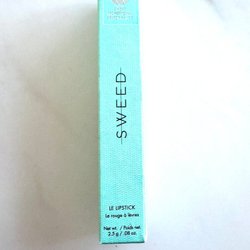 SWEED
LE LIPSTICK
Le rouge à lèvres
Net wt. / Poids net.
2.5 g / .08 oz.